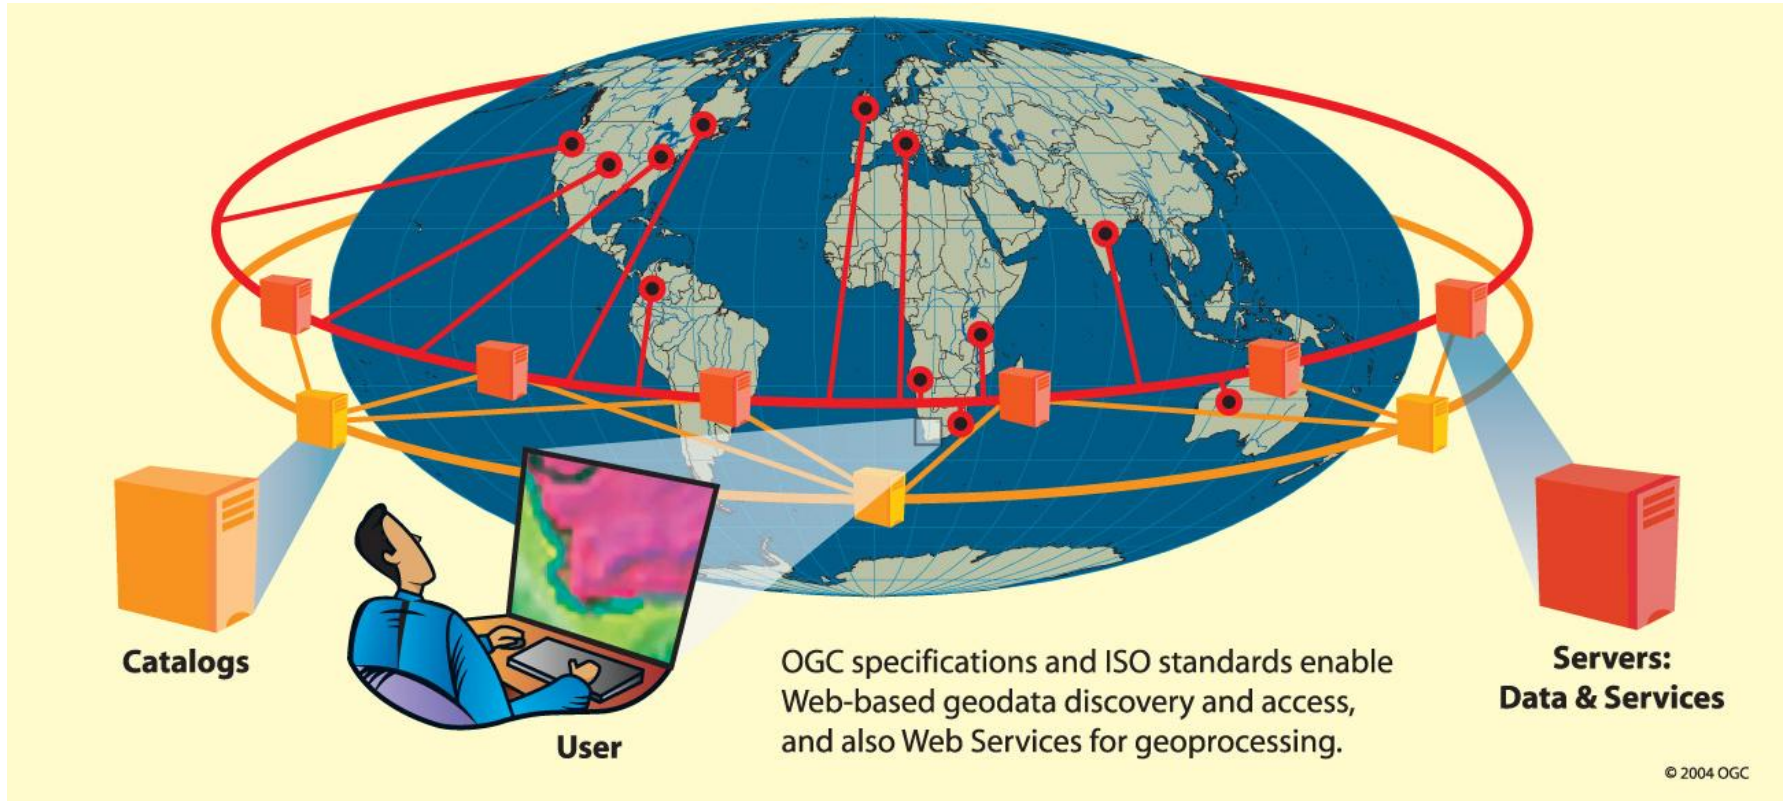 Catalogs
User
OGC specifications and ISO standards enable
Web-based geodata discovery and access,
and also Web Services for geoprocessing.
Servers:
Data & Services
© 2004 OGC